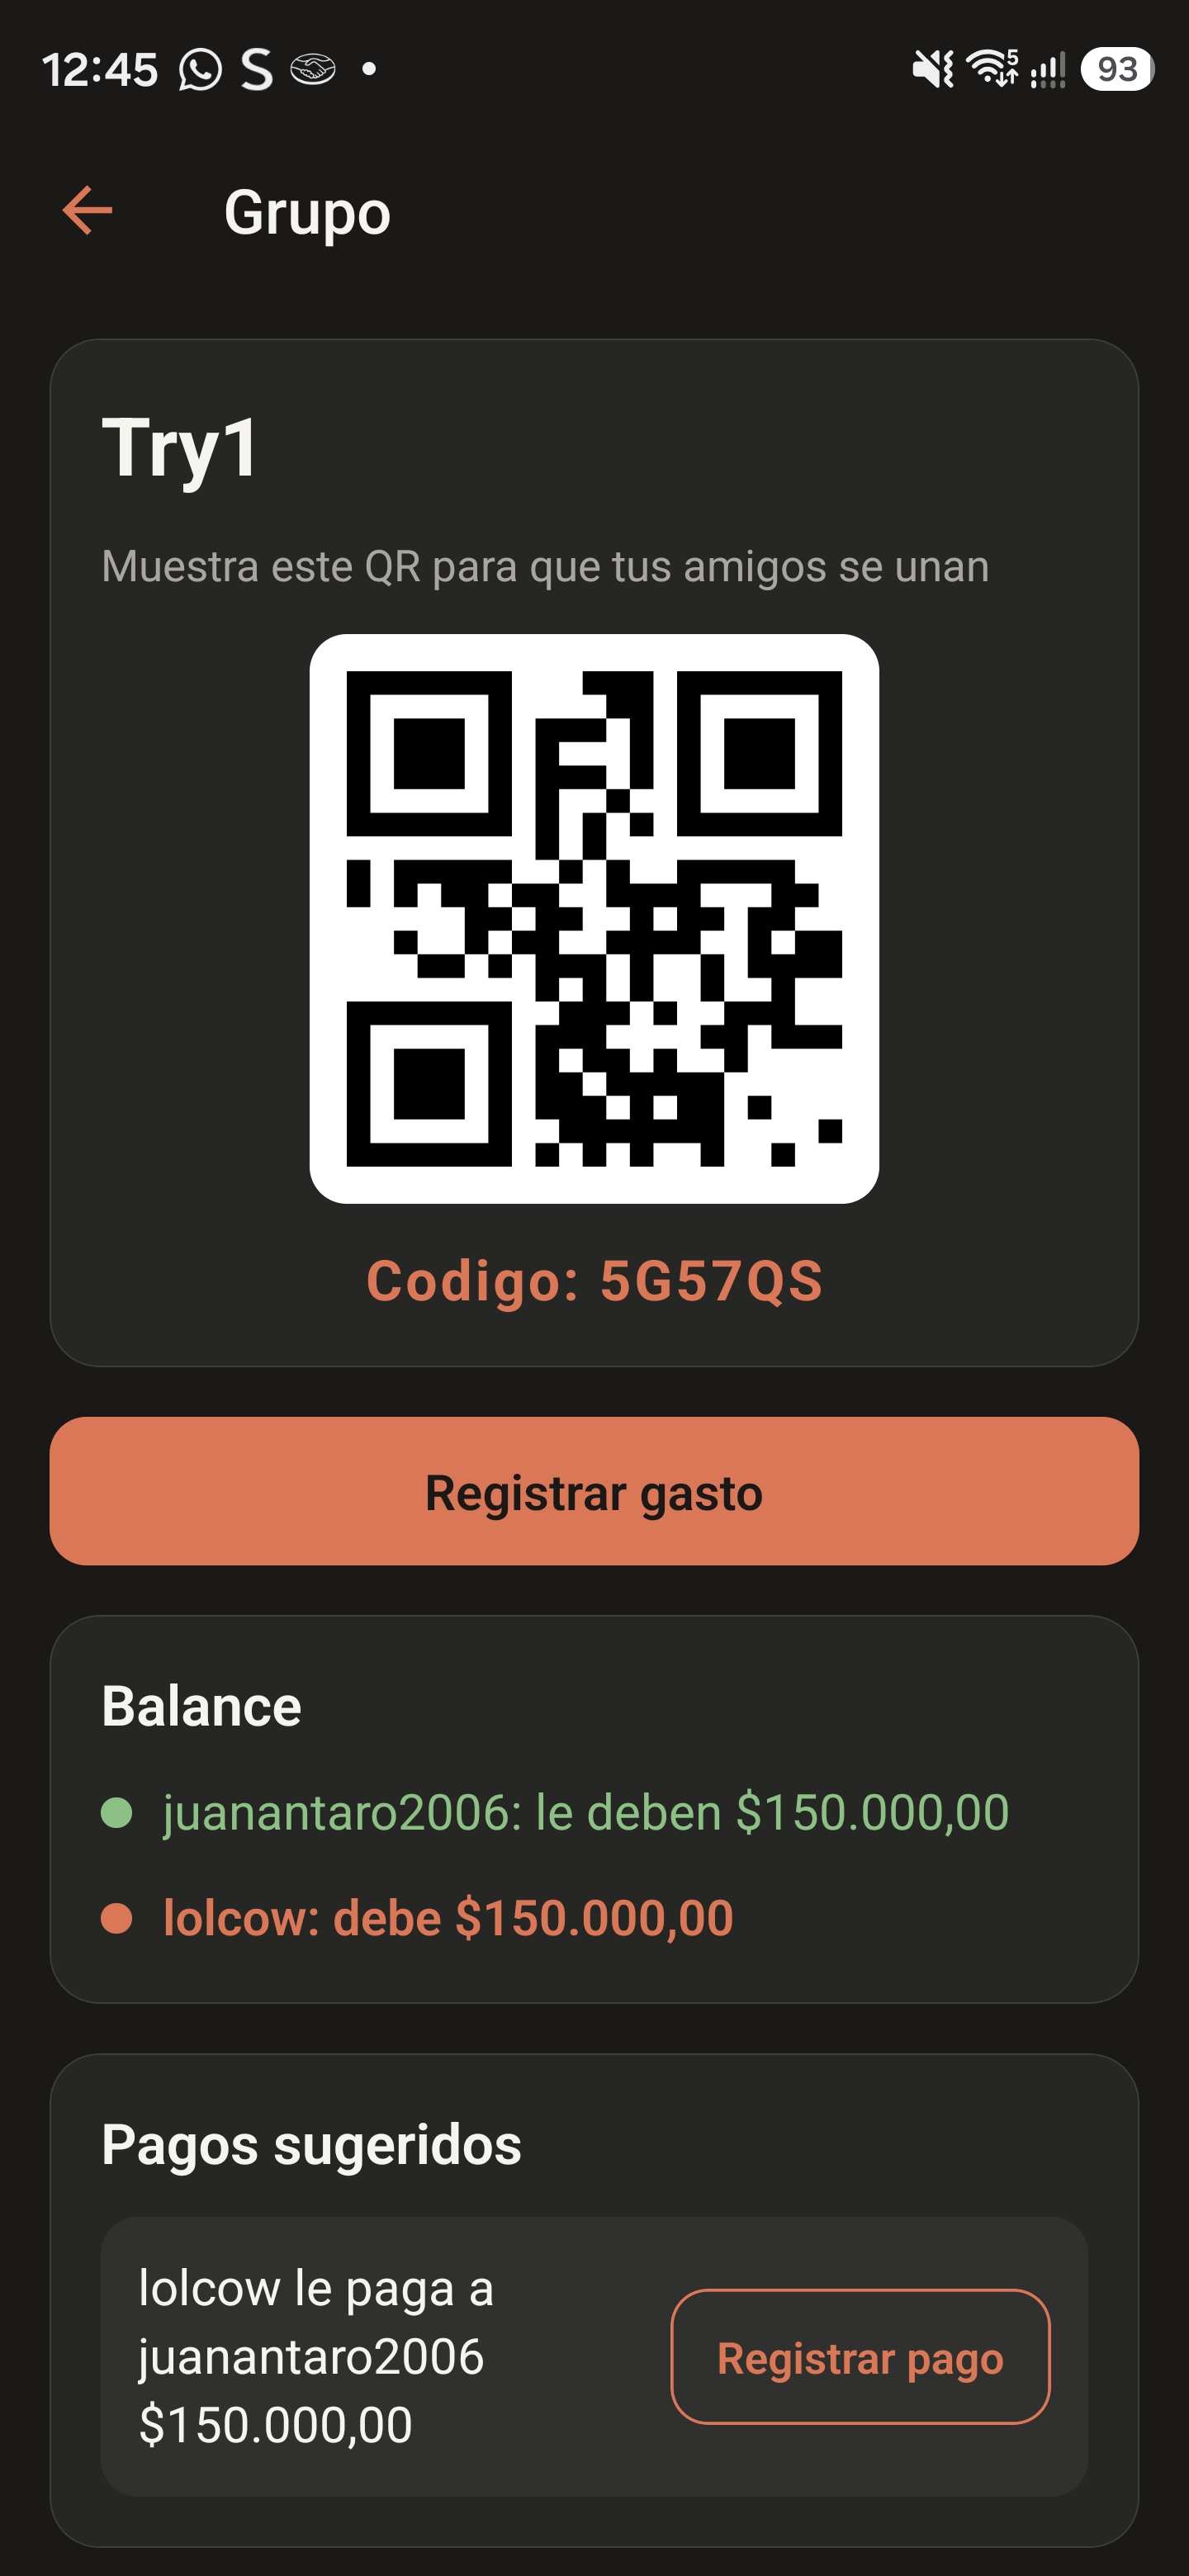 12:45
5
93
Grupo
Try1
Muestra este QR para que tus amigos se unan
Codigo: 5G57QS
Registrar gasto
Balance
juanantaro2006: le deben $150.000,00
lolcow: debe $150.000,00
Pagos sugeridos
lolcow le paga a
juanantaro2006
$150.000,00
Registrar pago